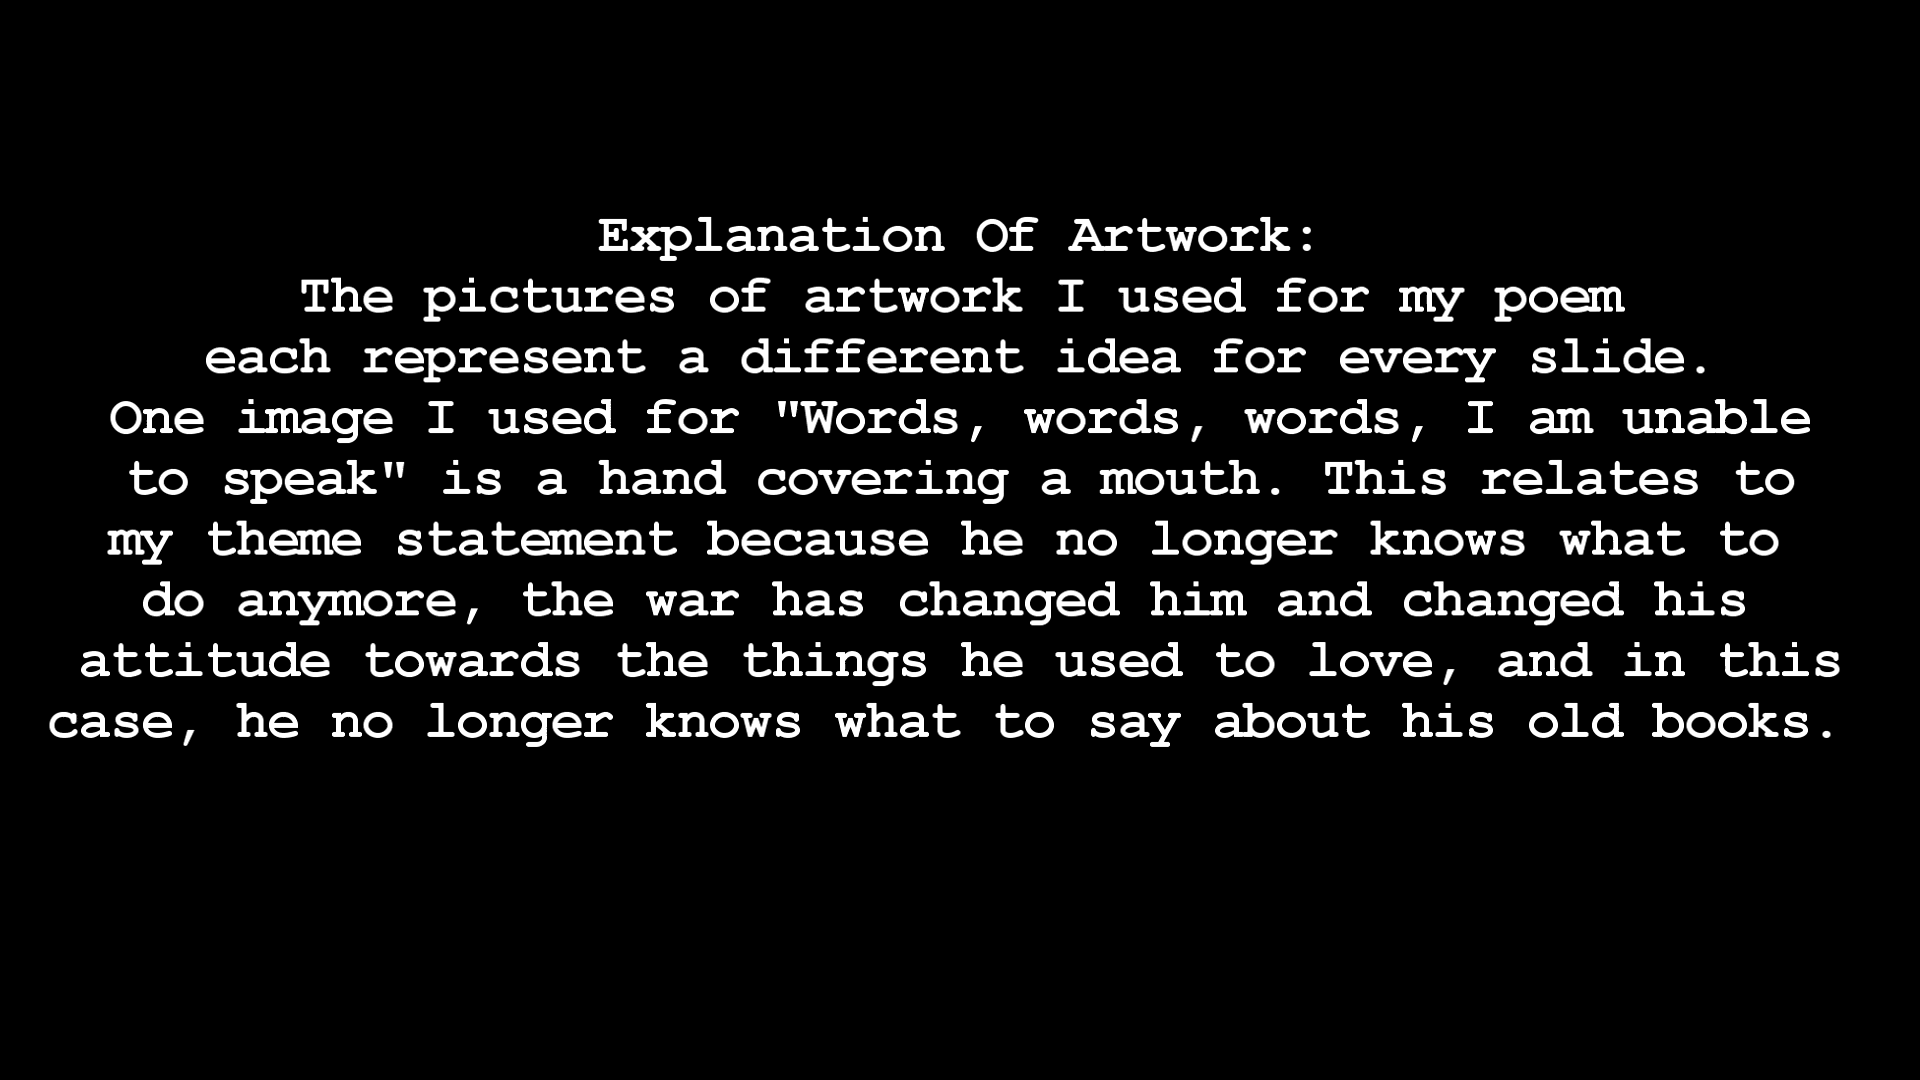 Explanation Of Artwork:
The pictures of artwork I used for my poem
each represent a different idea for every slide.
One image I used for "Words, words, words, I am unable
to speak" is a hand covering a mouth. This relates to
my theme statement because he no longer knows what to
do anymore, the war has changed him and changed his
attitude towards the things he used to love, and in this
case, he no longer knows what to say about his old books.